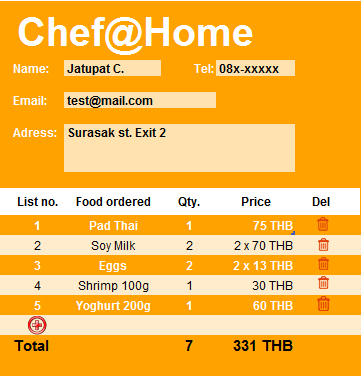 Chef@Home
Name: Jatupat C. Tel: 08x-xxxxx
Email: test@mail.com
Adress: Surasak st. Exit 2
List no. Food ordered Qty. Price Del
1 Pad Thai 1 75 THB
2 Soy Milk 2 2 x 70 THB
3 Eggs 2 2 x 13 THB
4 Shrimp 100g 1 30 THB
5 Yoghurt 200g 1 60 THB
Total 7 331 THB